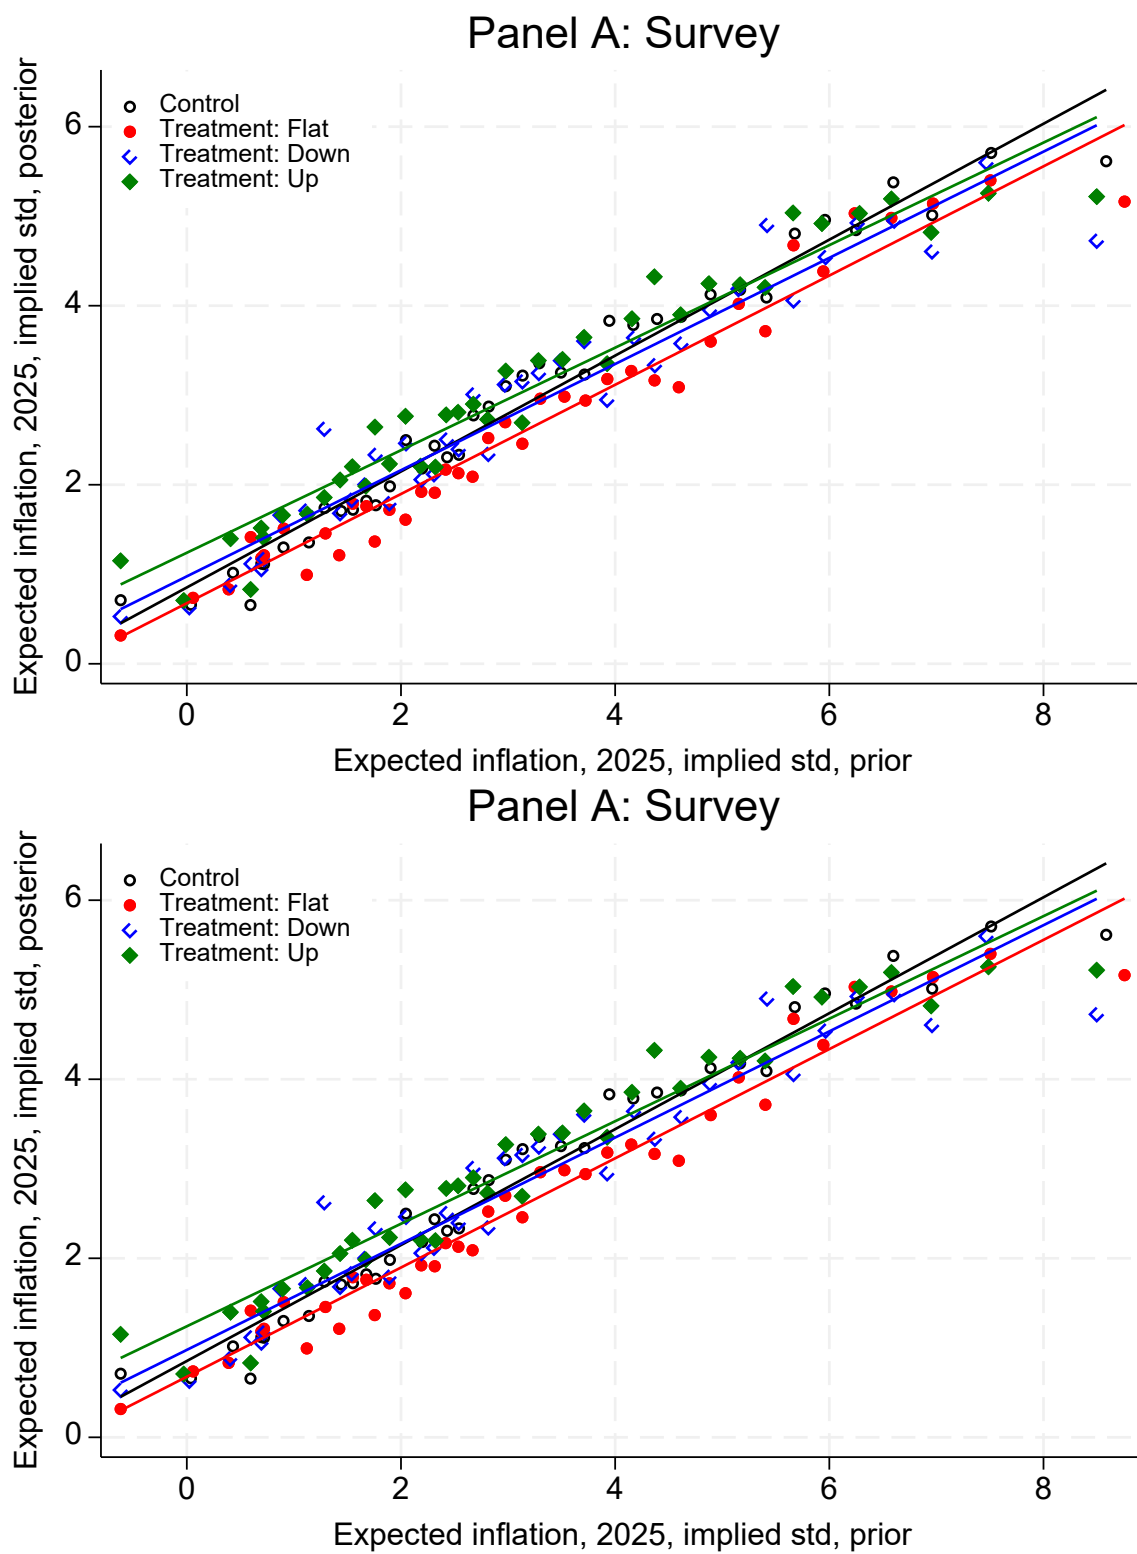 Panel A: Survey
Expected inflation, 2025, implied std, posterior
Control
Treatment: Flat
Treatment: Down
Treatment: Up
6
4
2
0
0 2 4 6 8
Expected inflation, 2025, implied std, prior
Panel A: Survey
Expected inflation, 2025, implied std, posterior
Control
Treatment: Flat
Treatment: Down
Treatment: Up
6
4
2
0
0 2 4 6 8
Expected inflation, 2025, implied std, prior